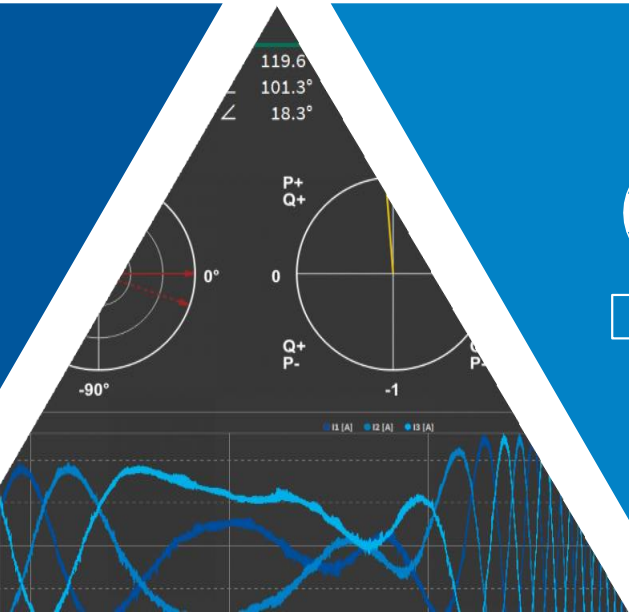 119.6
101.3°
∠ 18.3°
P+
Q+
0° 0
Q+
P-
P-
-90° -1
I1 [A] I2 [A] I3 [A]